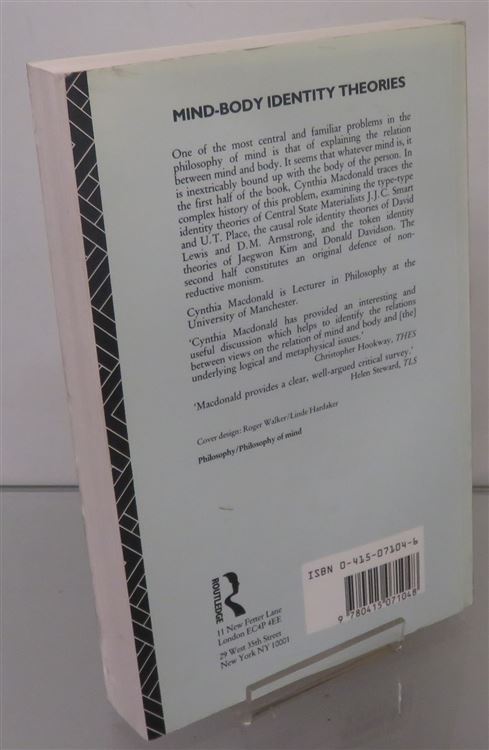 MIND-BODY IDENTITY THEORIES
One of the most central and familiar problems in the
philosophy of mind is that of explaining the relation
between mind and body. It seems that whatever mind is, it
is inextricably bound up with the body of the person. In
the first half of the book, Cynthia Macdonald traces the
complex history of this problem, examining the type-type
identity theories of Central State Materialists J.J.C. Smart
and U.T. Place, the causal role identity theories of David
Lewis and D.M. Armstrong, and the token identity
theories of Jaegwon Kim and Donald Davidson. The
second half constitutes an original defence of non-
reductive monism.
Cynthia Macdonald is Lecturer in Philosophy at the
University of Manchester.
'Cynthia Macdonald has provided an interesting and
useful discussion which helps to identify the relations
between views on the relation of mind and body and [the]
underlying logical and metaphysical issues.'
Christopher Hookway, THES
'Macdonald provides a clear, well-argued critical survey,'
Helen Steward, TLS
Cover design: Roger Walker/Linde Hardaker
Philosophy/Philosophy of mind
ROUTLEDGE
11 New Fetter Lane
London EC4P 4EE
29 West 35th Street
New York NY 10001
ISBN 0-415-07104-6
9 780415 071048